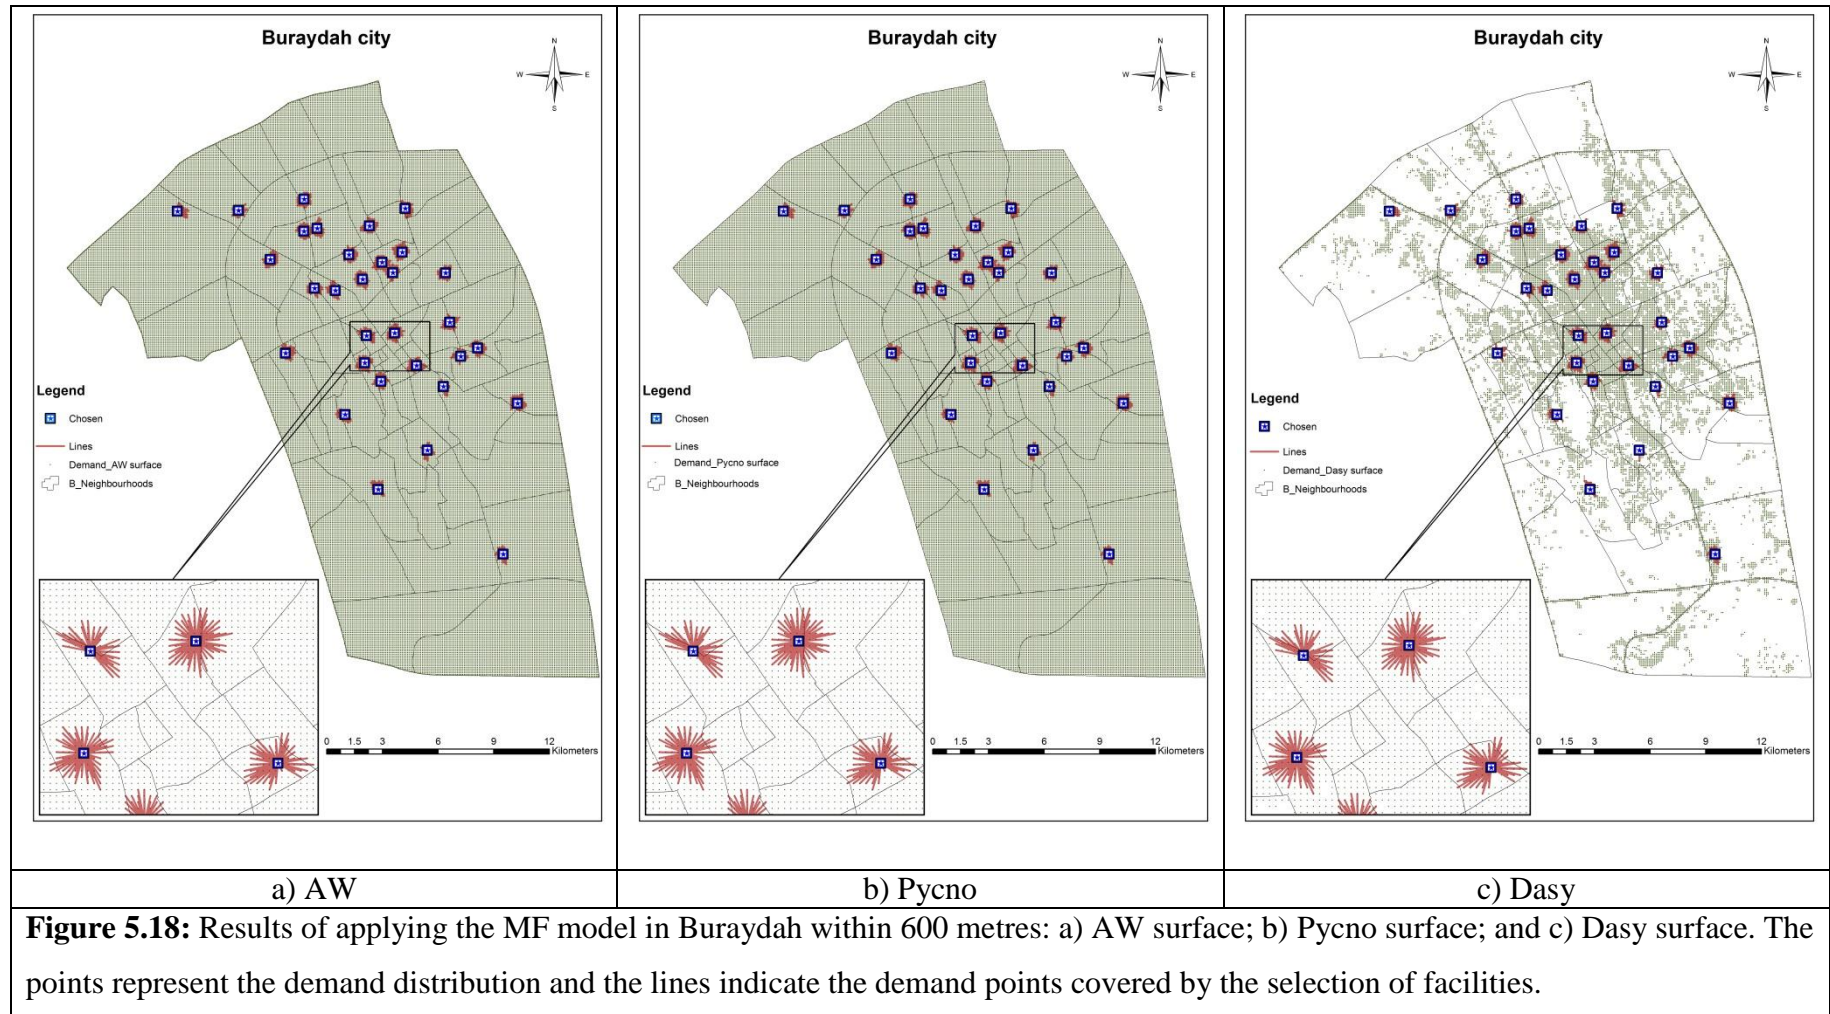 Buraydah city
N
W
E
S
Legend
Chosen
Lines
Demand_AW surface
B_Neighbourhoods
0 1.5 3 6 9 12
Kilometers
Buraydah city
N
W
E
S
Legend
Chosen
Lines
Demand_Pycno surface
B_Neighbourhoods
0 1.5 3 6 9 12
Kilometers
Buraydah city
N
W
E
S
Legend
Chosen
Lines
Demand_Dasy surface
B_Neighbourhoods
0 1.5 3 6 9 12
Kilometers
a) AW
b) Pycno
c) Dasy
Figure 5.18: Results of applying the MF model in Buraydah within 600 metres: a) AW surface; b) Pycno surface; and c) Dasy surface. The
points represent the demand distribution and the lines indicate the demand points covered by the selection of facilities.